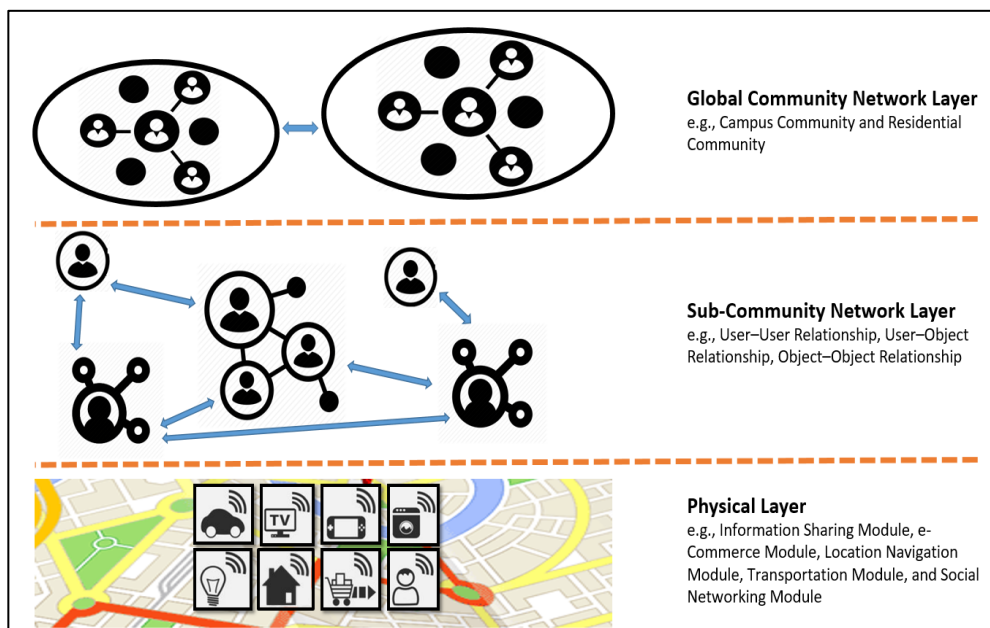 Global Community Network Layer
e.g., Campus Community and Residential
Community
Sub-Community Network Layer
e.g., User–User Relationship, User–Object
Relationship, Object–Object Relationship
TV
Physical Layer
e.g., Information Sharing Module, e-
Commerce Module, Location Navigation
Module, Transportation Module, and Social
Networking Module